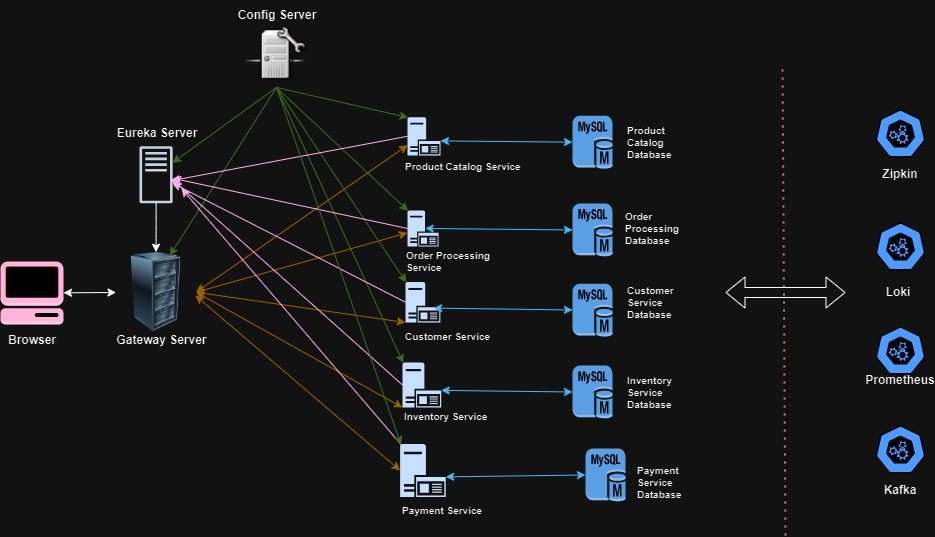 Config Server
Eureka Server
Gateway Server
Browser
Product Catalog Service
Order Processing
Service
Customer Service
Inventory Service
Payment Service
MySQL
M
Product
Catalog
Database
MySQL
M
Order
Processing
Database
MySQL
M
Customer
Service
Database
MySQL
M
Inventory
Service
Database
MySQL
M
Payment
Service
Database
Zipkin
Loki
Prometheus
Kafka